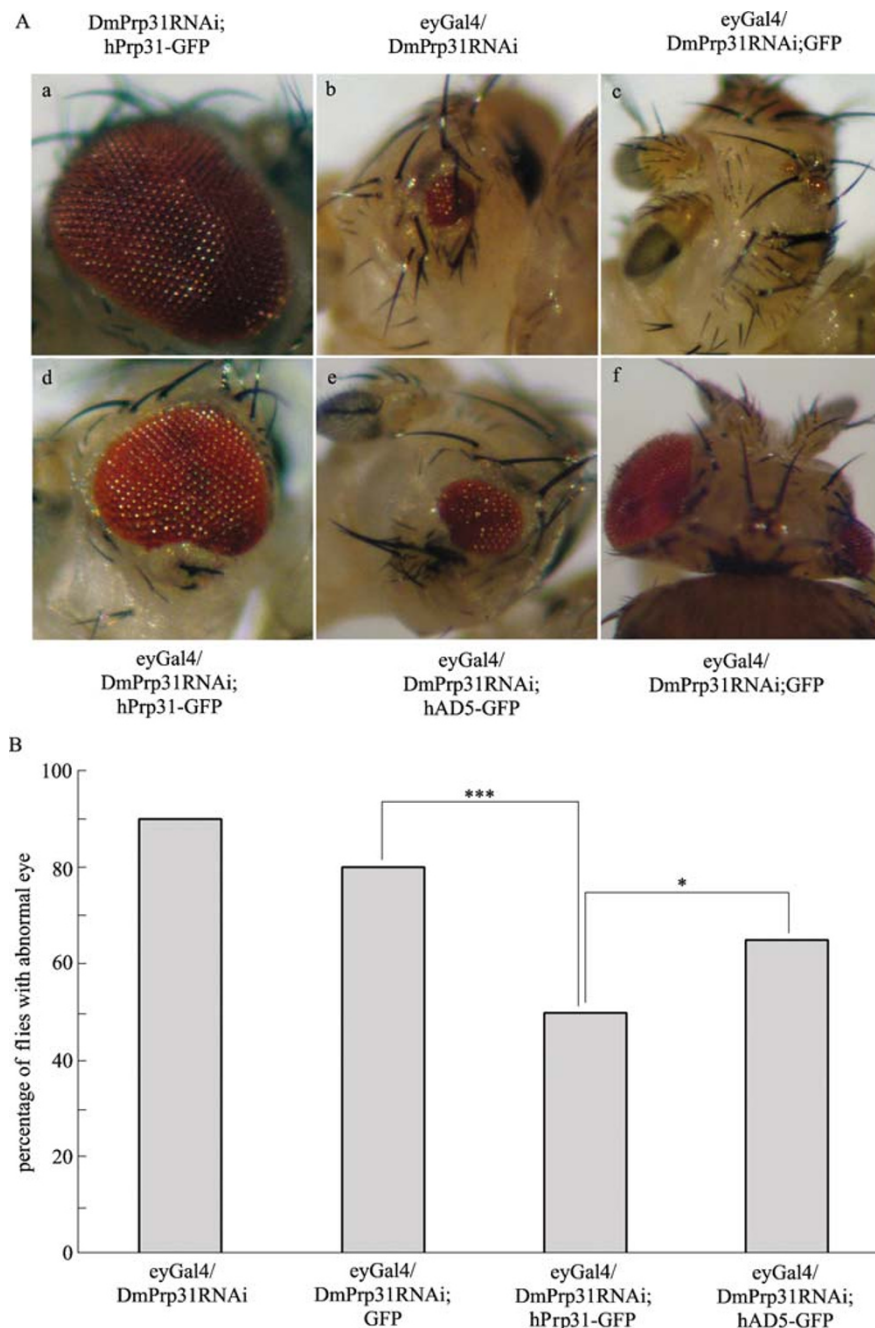 A
DmPrp31RNAi;
hPrp31-GFP
eyGal4/
DmPrp31RNAi
eyGal4/
DmPrp31RNAi;GFP
a
b
c
d
e
f
eyGal4/
DmPrp31RNAi;
hPrp31-GFP
eyGal4/
DmPrp31RNAi;
hAD5-GFP
eyGal4/
DmPrp31RNAi;GFP
B
percentage of flies with abnormal eye
100
80
60
40
20
0
***
*
eyGal4/
DmPrp31RNAi
eyGal4/
DmPrp31RNAi;
GFP
eyGal4/
DmPrp31RNAi;
hPrp31-GFP
eyGal4/
DmPrp31RNAi;
hAD5-GFP